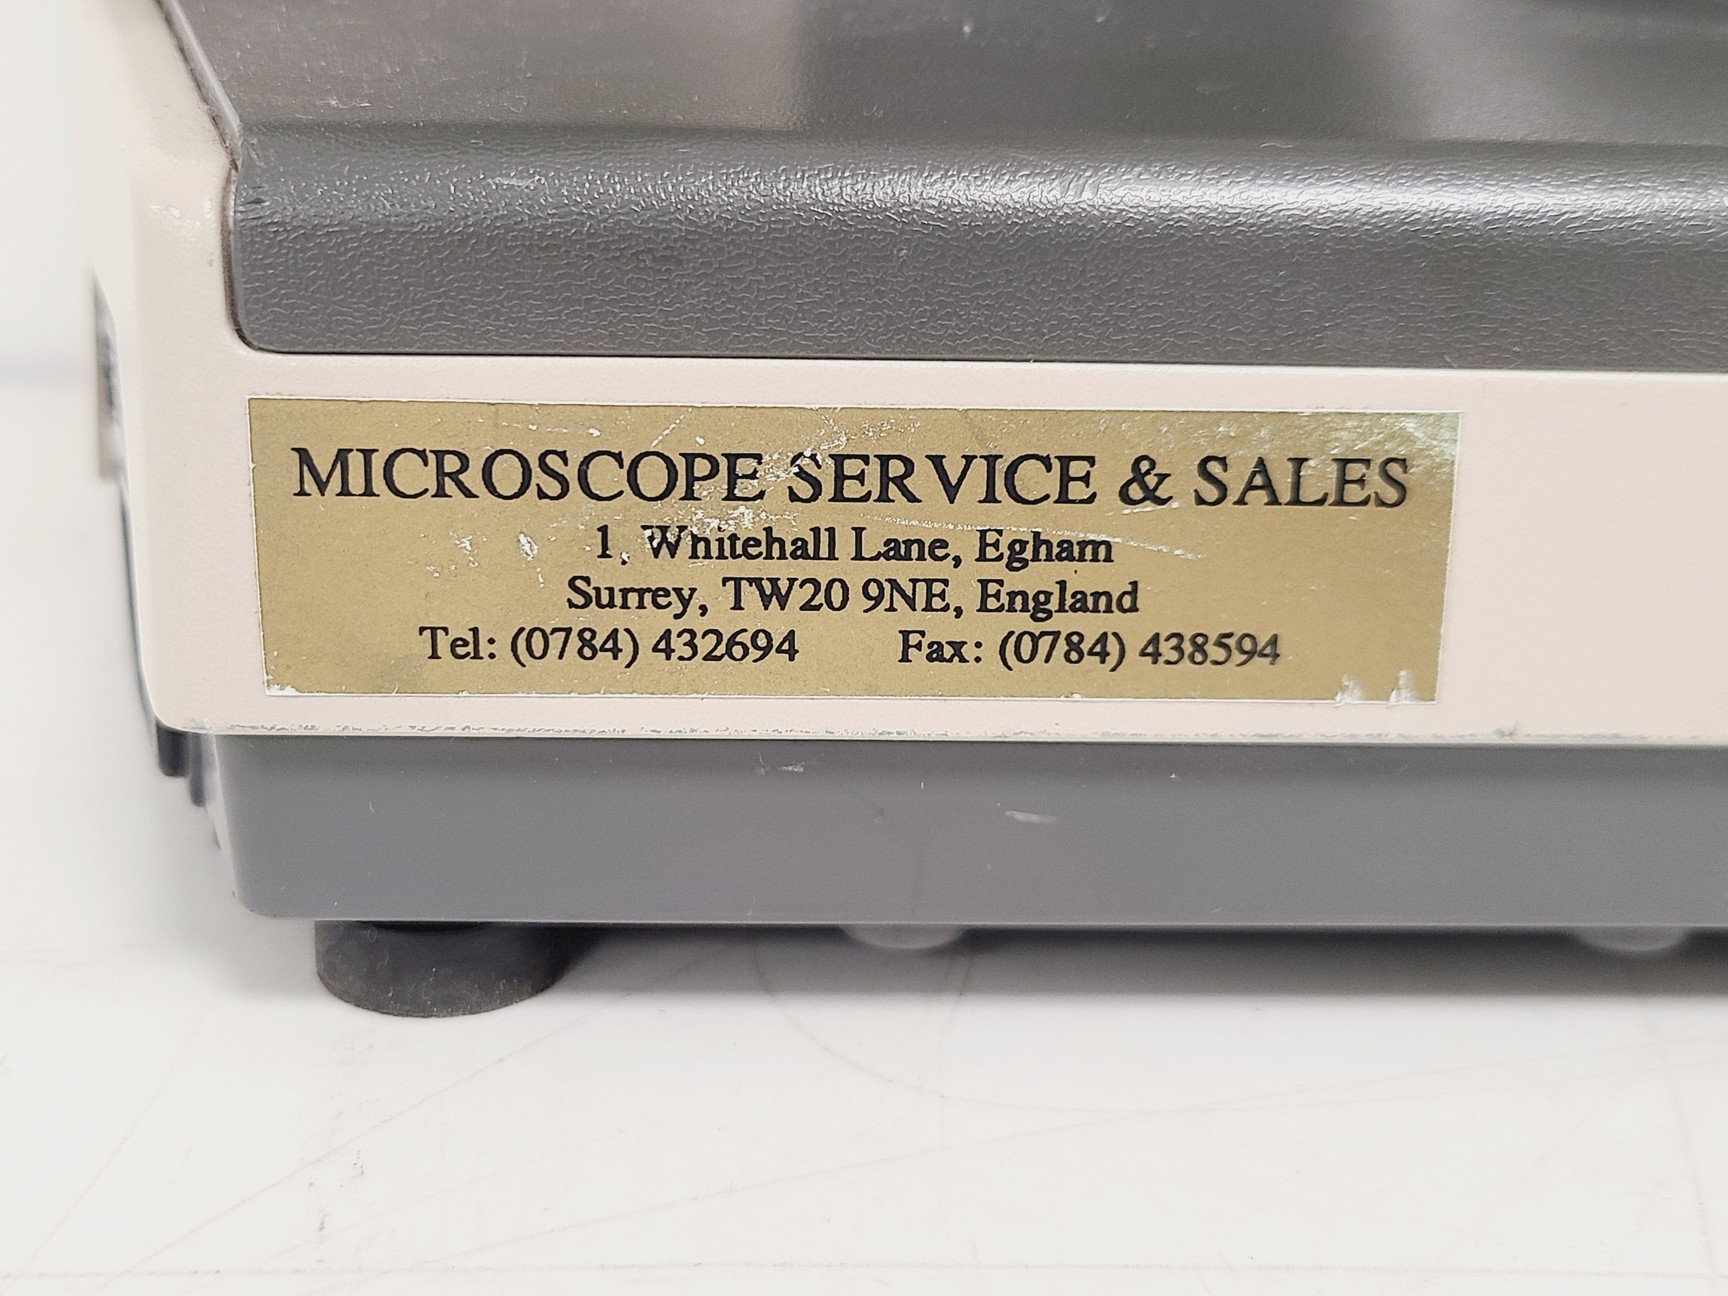 MICROSCOPE SERVICE & SALES
1, Whitehall Lane, Egham
Surrey, TW20 9NE, England
Tel: (0784) 432694 Fax: (0784) 438594